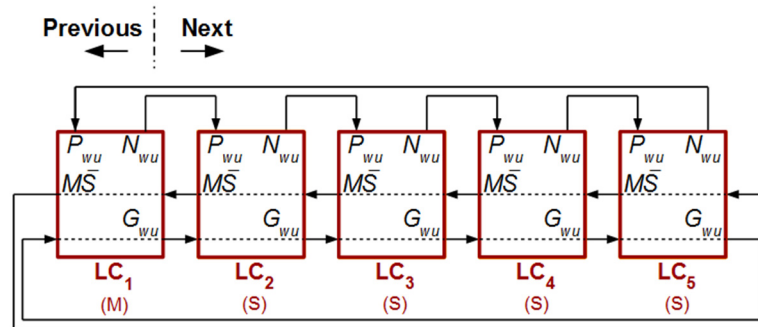 Previous Next
P_wu N_wu P_wu N_wu P_wu N_wu P_wu N_wu P_wu N_wu
MS̅ MS̅ MS̅ MS̅ MS̅
G_wu G_wu G_wu G_wu G_wu
LC₁ LC₂ LC₃ LC₄ LC₅
(M) (S) (S) (S) (S)